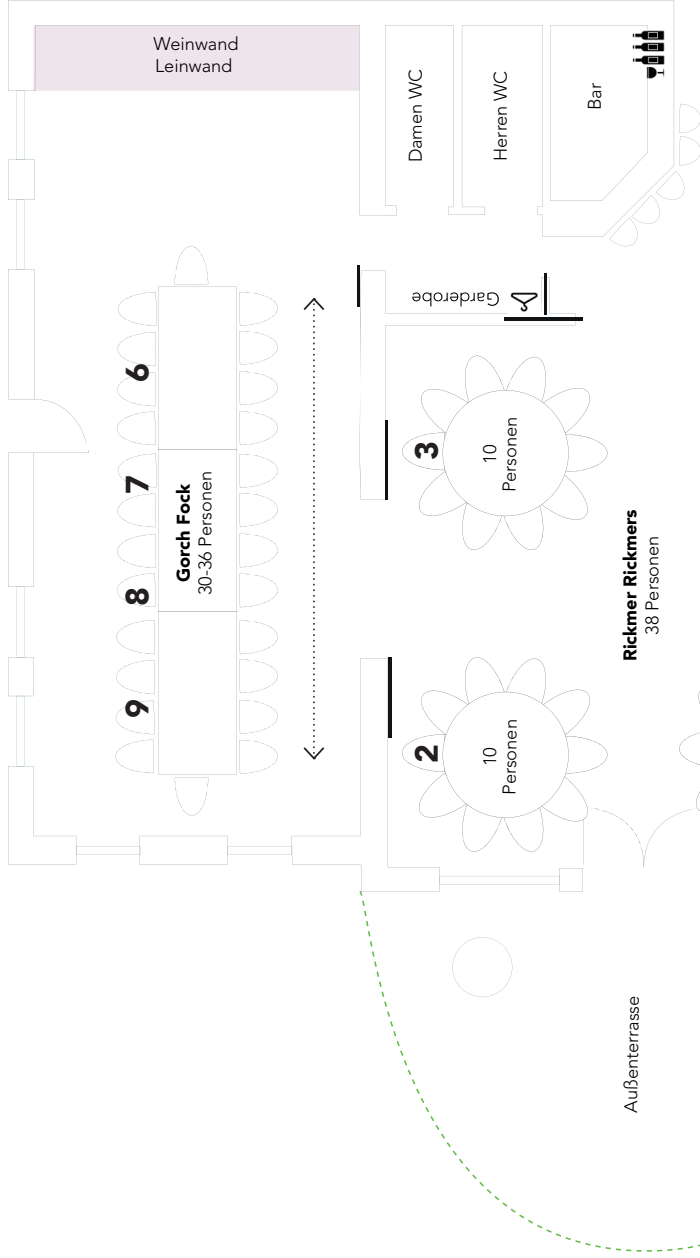 Weinwand
Leinwand
Damen WC
Herren WC
Bar
Garderobe
6
7
8
9
Gorch Fock
30-36 Personen
3
10
Personen
2
10
Personen
Rickmer Rickmers
38 Personen
Außenterrasse